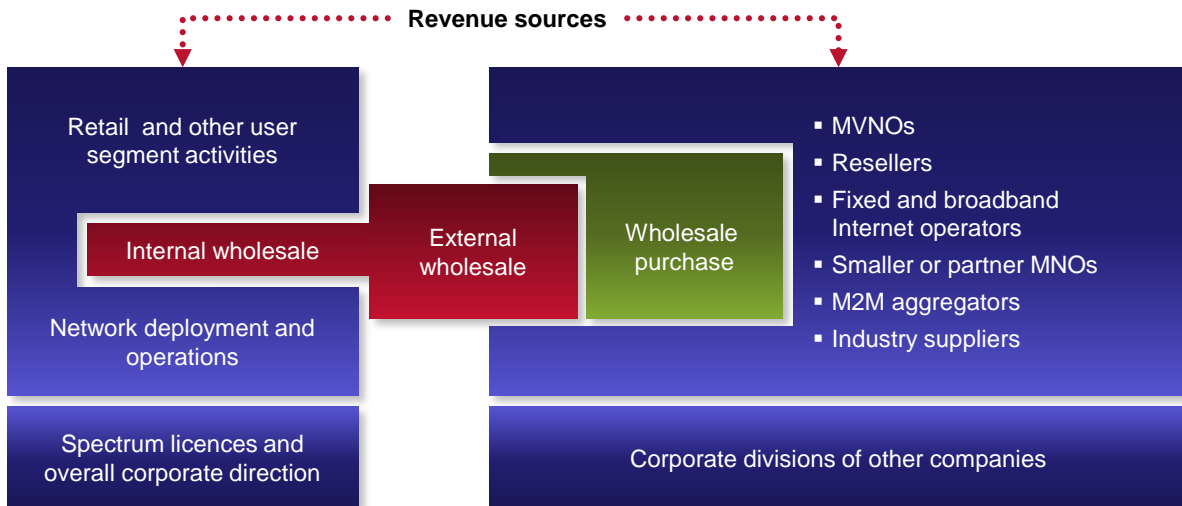 Revenue sources
Retail and other user
segment activities
Internal wholesale
Network deployment and
operations
Spectrum licences and
overall corporate direction
External
wholesale
Wholesale
purchase
▪ MVNOs
▪ Resellers
▪ Fixed and broadband
Internet operators
▪ Smaller or partner MNOs
▪ M2M aggregators
▪ Industry suppliers
Corporate divisions of other companies